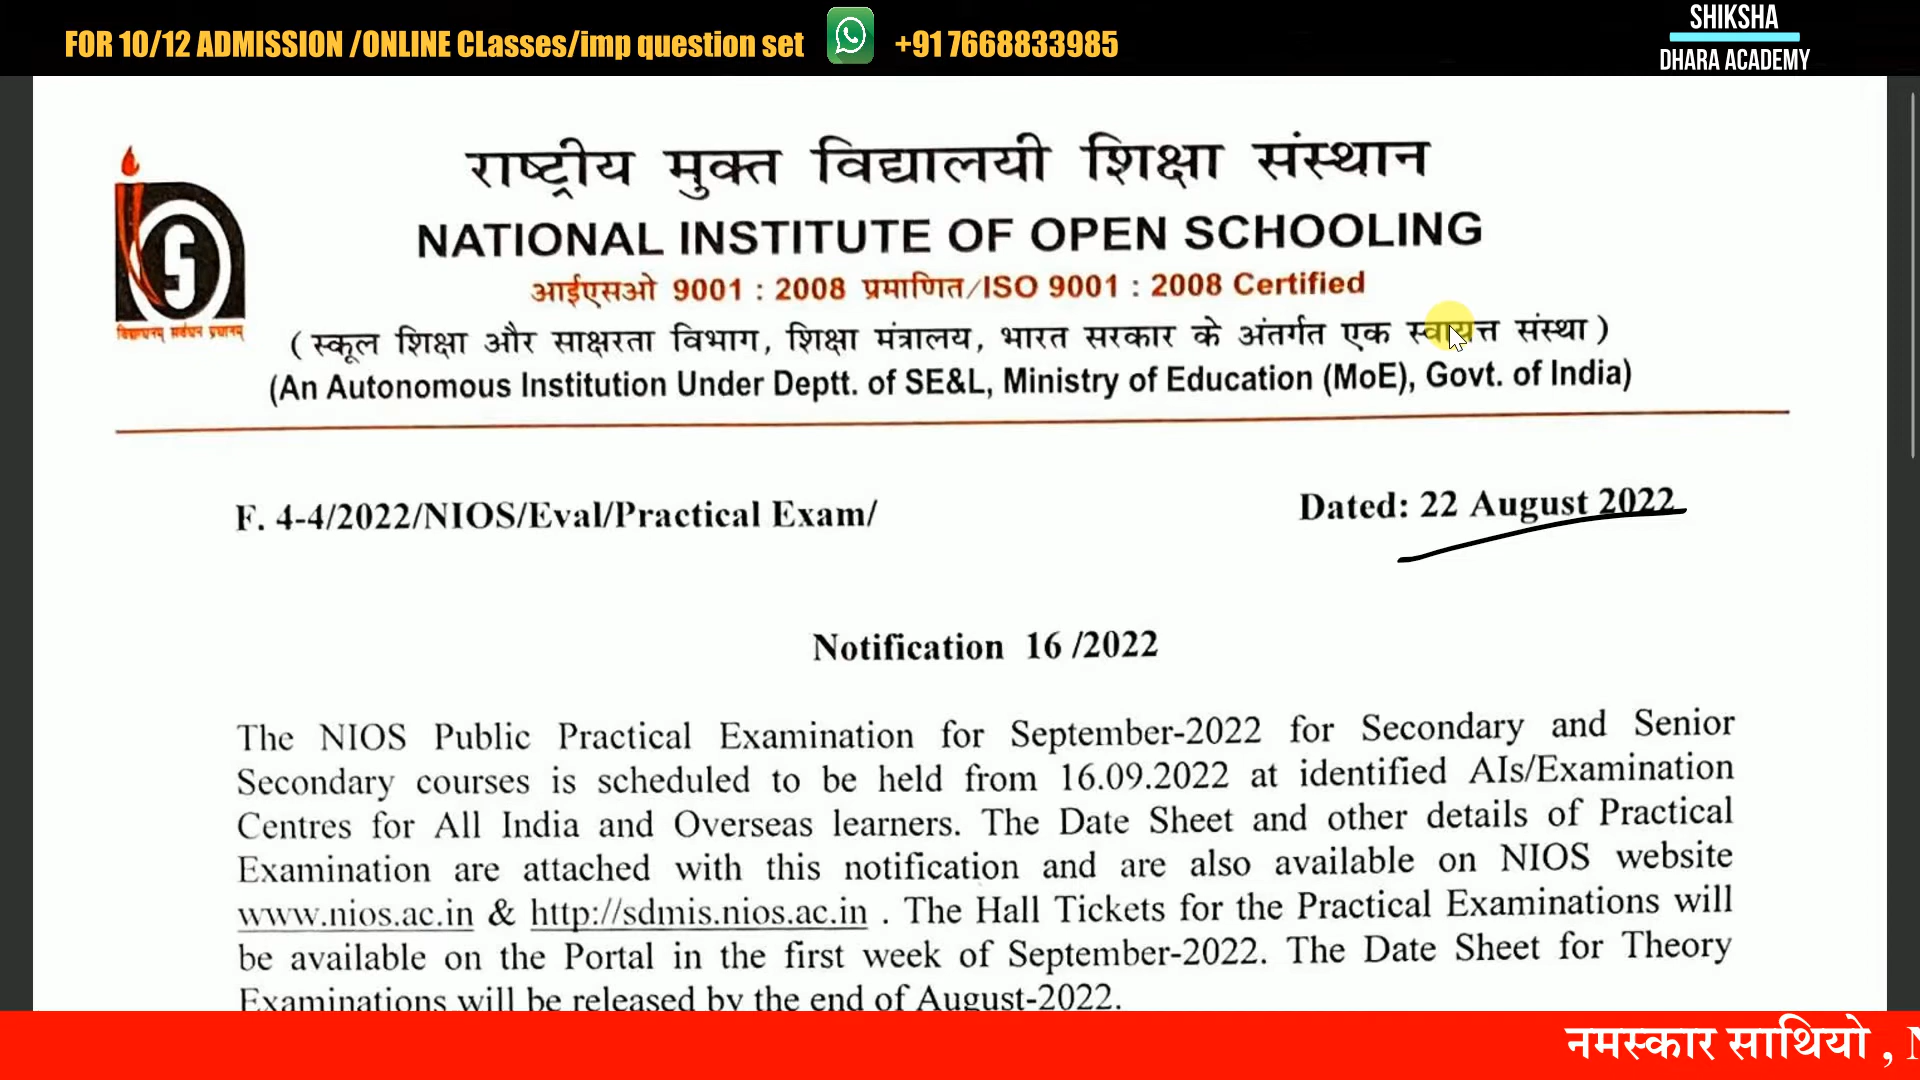 FOR 10/12 ADMISSION /ONLINE CLasses/imp question set +91 7668833985
SHIKSHA
DHARA ACADEMY
राष्ट्रीय मुक्त विद्यालयी शिक्षा संस्थान
NATIONAL INSTITUTE OF OPEN SCHOOLING
आईएसओ 9001 : 2008 प्रमाणित/ISO 9001 : 2008 Certified
विद्याधनम् सर्वधन प्रधानम्
( स्कूल शिक्षा और साक्षरता विभाग, शिक्षा मंत्रालय, भारत सरकार के अंतर्गत एक स्वायत्त संस्था )
(An Autonomous Institution Under Deptt. of SE&L, Ministry of Education (MoE), Govt. of India)
F. 4-4/2022/NIOS/Eval/Practical Exam/ Dated: 22 August 2022
Notification 16 /2022
The NIOS Public Practical Examination for September-2022 for Secondary and Senior
Secondary courses is scheduled to be held from 16.09.2022 at identified AIs/Examination
Centres for All India and Overseas learners. The Date Sheet and other details of Practical
Examination are attached with this notification and are also available on NIOS website
www.nios.ac.in & http://sdmis.nios.ac.in . The Hall Tickets for the Practical Examinations will
be available on the Portal in the first week of September-2022. The Date Sheet for Theory
Examinations will be released by the end of August-2022.
नमस्कार साथियो ,